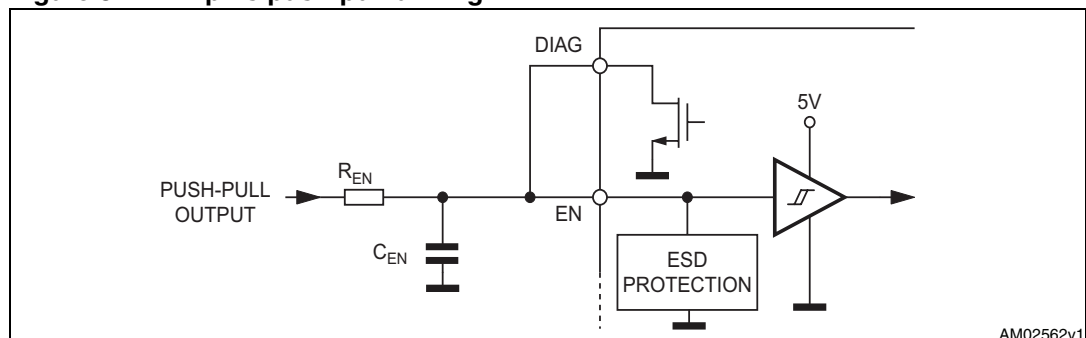 DIAG
5V
R_EN
PUSH-PULL
OUTPUT
EN
C_EN
ESD
PROTECTION
AM02562v1